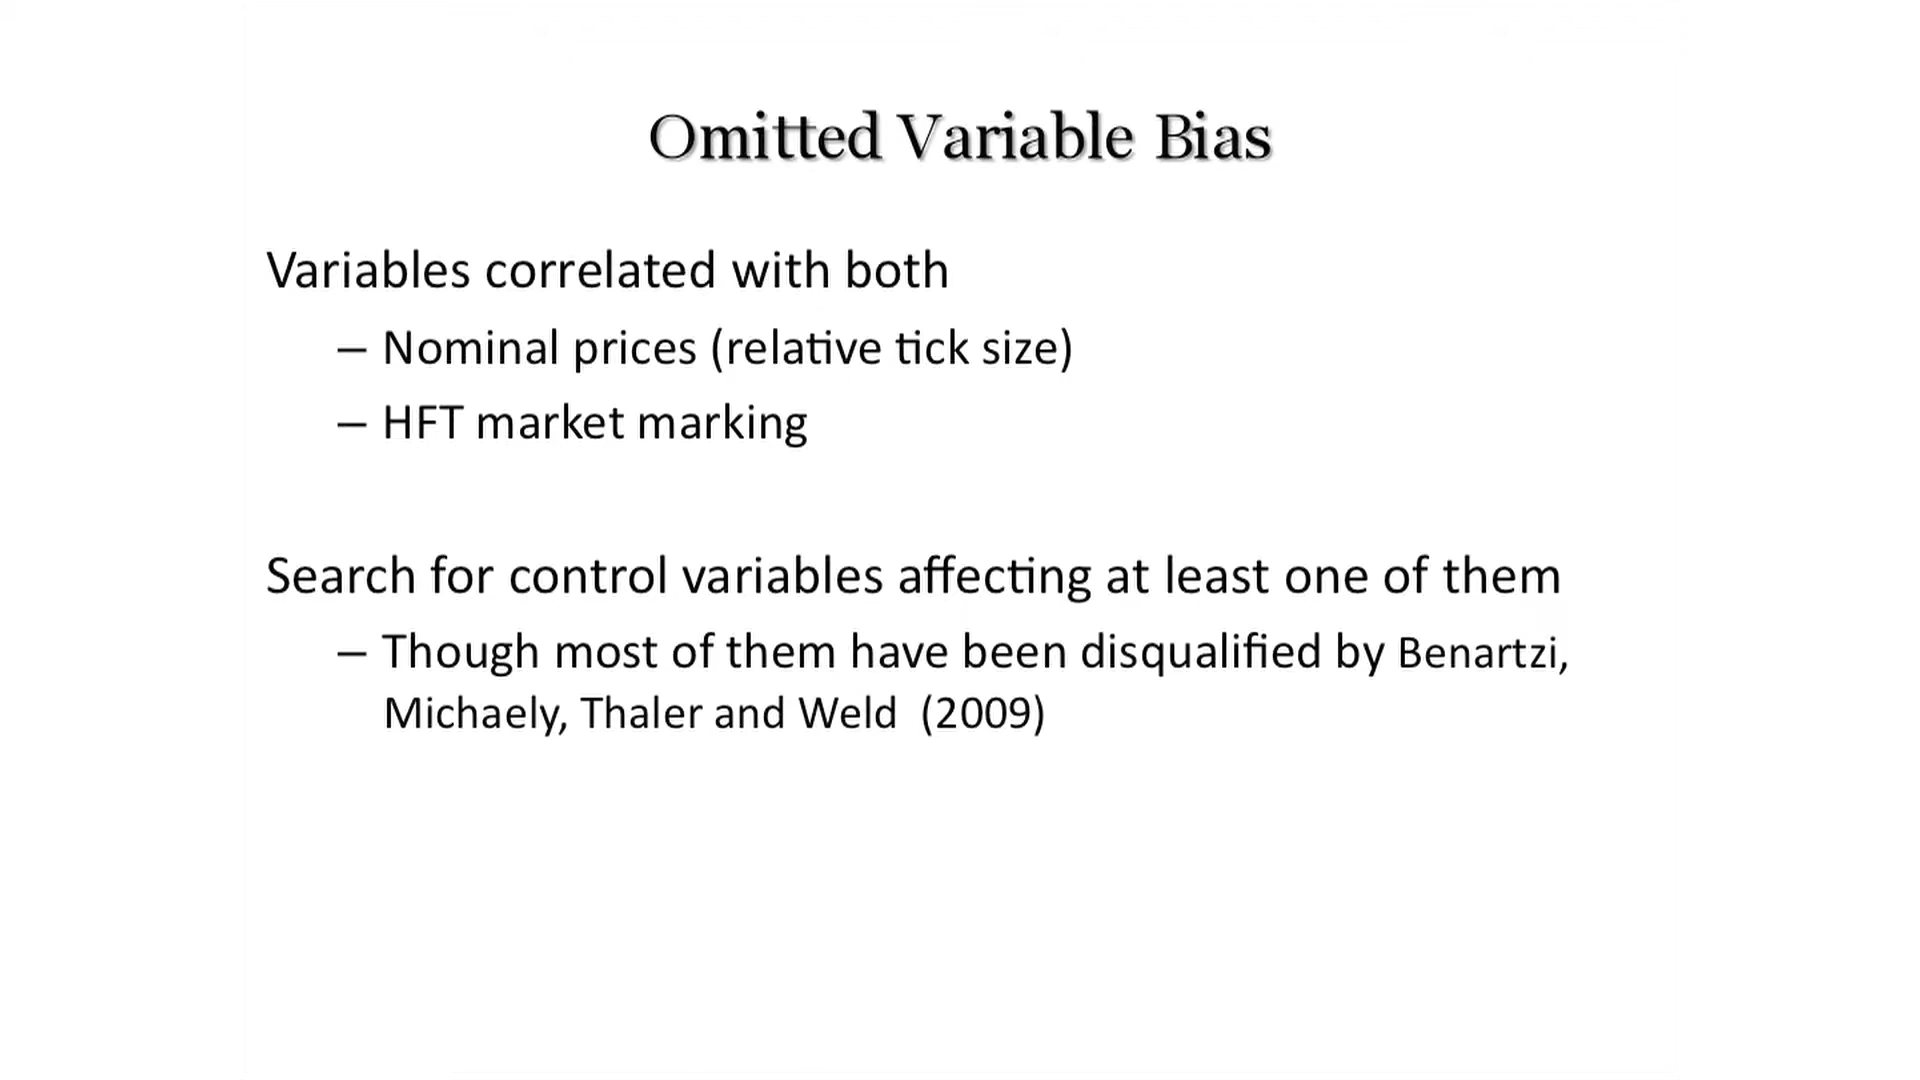 Omitted Variable Bias
Variables correlated with both
– Nominal prices (relative tick size)
– HFT market marking
Search for control variables affecting at least one of them
– Though most of them have been disqualified by Benartzi,
Michaely, Thaler and Weld (2009)